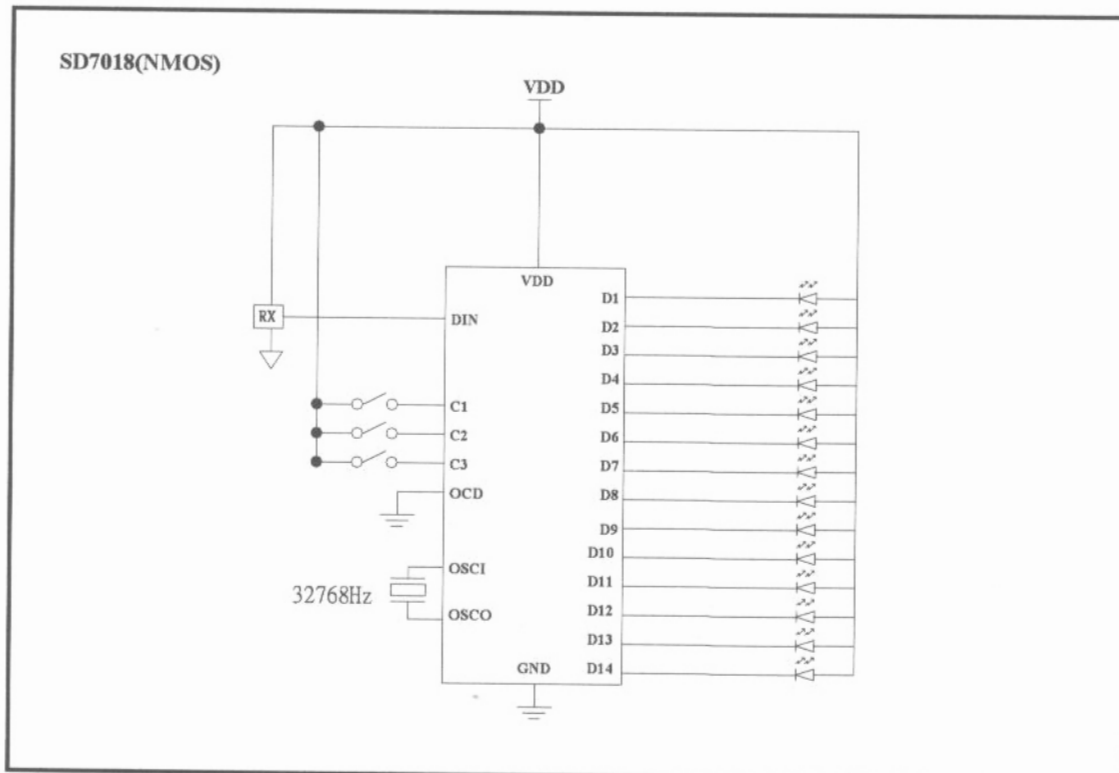 SD7018(NMOS)
VDD
VDD
RX
DIN
C1
C2
C3
OCD
OSCI
32768Hz
OSCO
GND
D1
D2
D3
D4
D5
D6
D7
D8
D9
D10
D11
D12
D13
D14